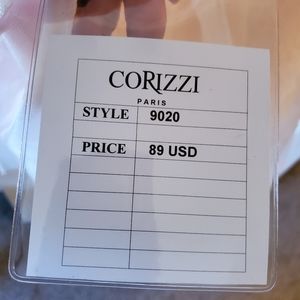 CORIZZI
PARIS
STYLE 9020
PRICE 89 USD